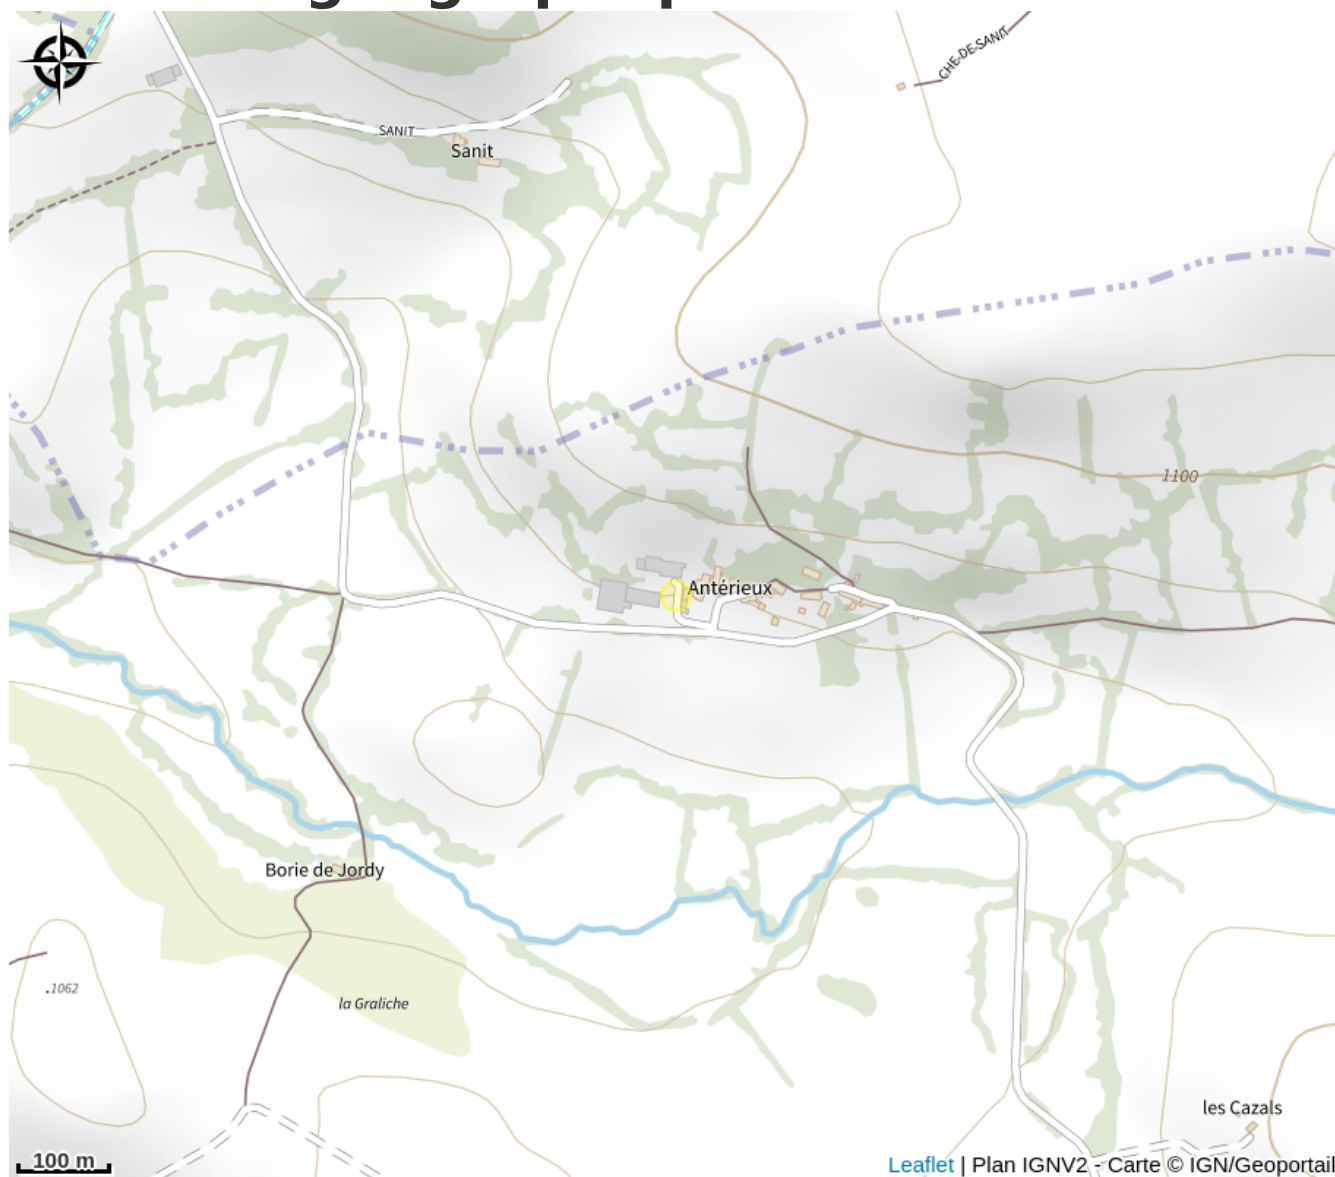 CHE-DE-SANIT
SANIT
Sanit
1100
Antérieux
Borie de Jordy
.1062
la Graliche
les Cazals
100 m
Leaflet | Plan IGNV2 - Carte © IGN/Geoportail